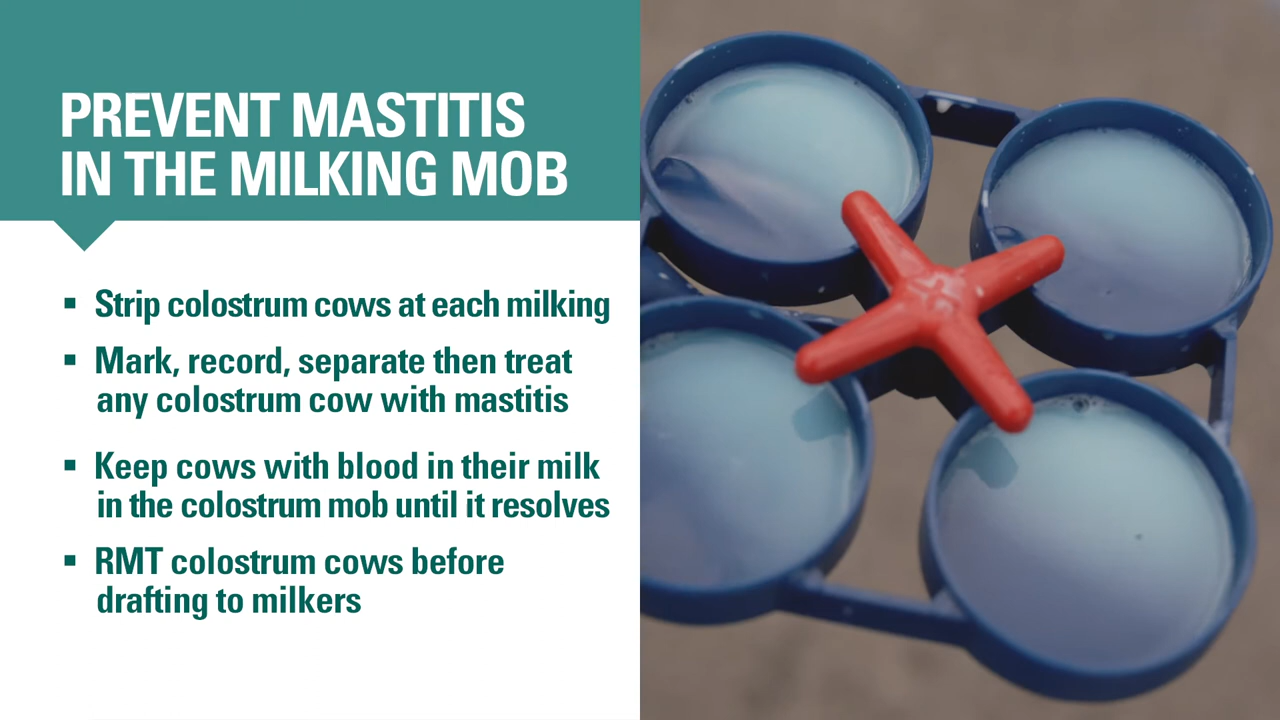 PREVENT MASTITIS
IN THE MILKING MOB
▪ Strip colostrum cows at each milking
▪ Mark, record, separate then treat
any colostrum cow with mastitis
▪ Keep cows with blood in their milk
in the colostrum mob until it resolves
▪ RMT colostrum cows before
drafting to milkers